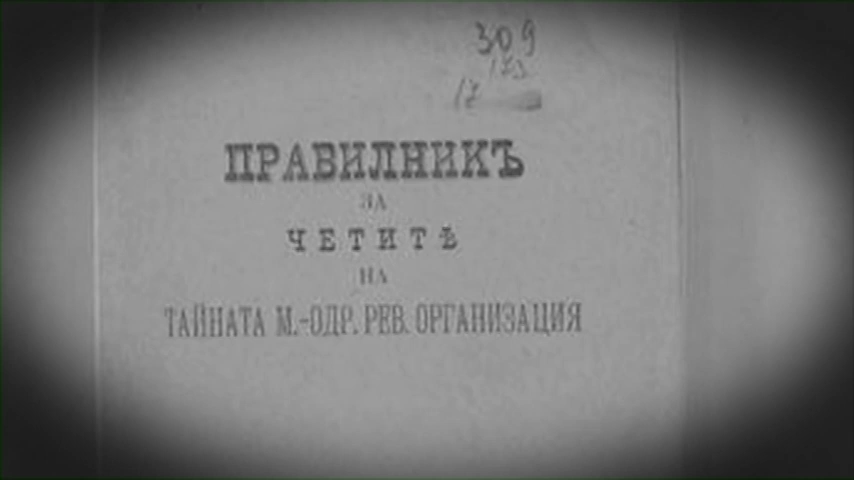 309
17
ПРАВИЛНИКЪ
ЗА
ЧЕТИТѢ
НА
ТАЙНАТА М.-ОДР. РЕВ. ОРГАНИЗАЦИЯ